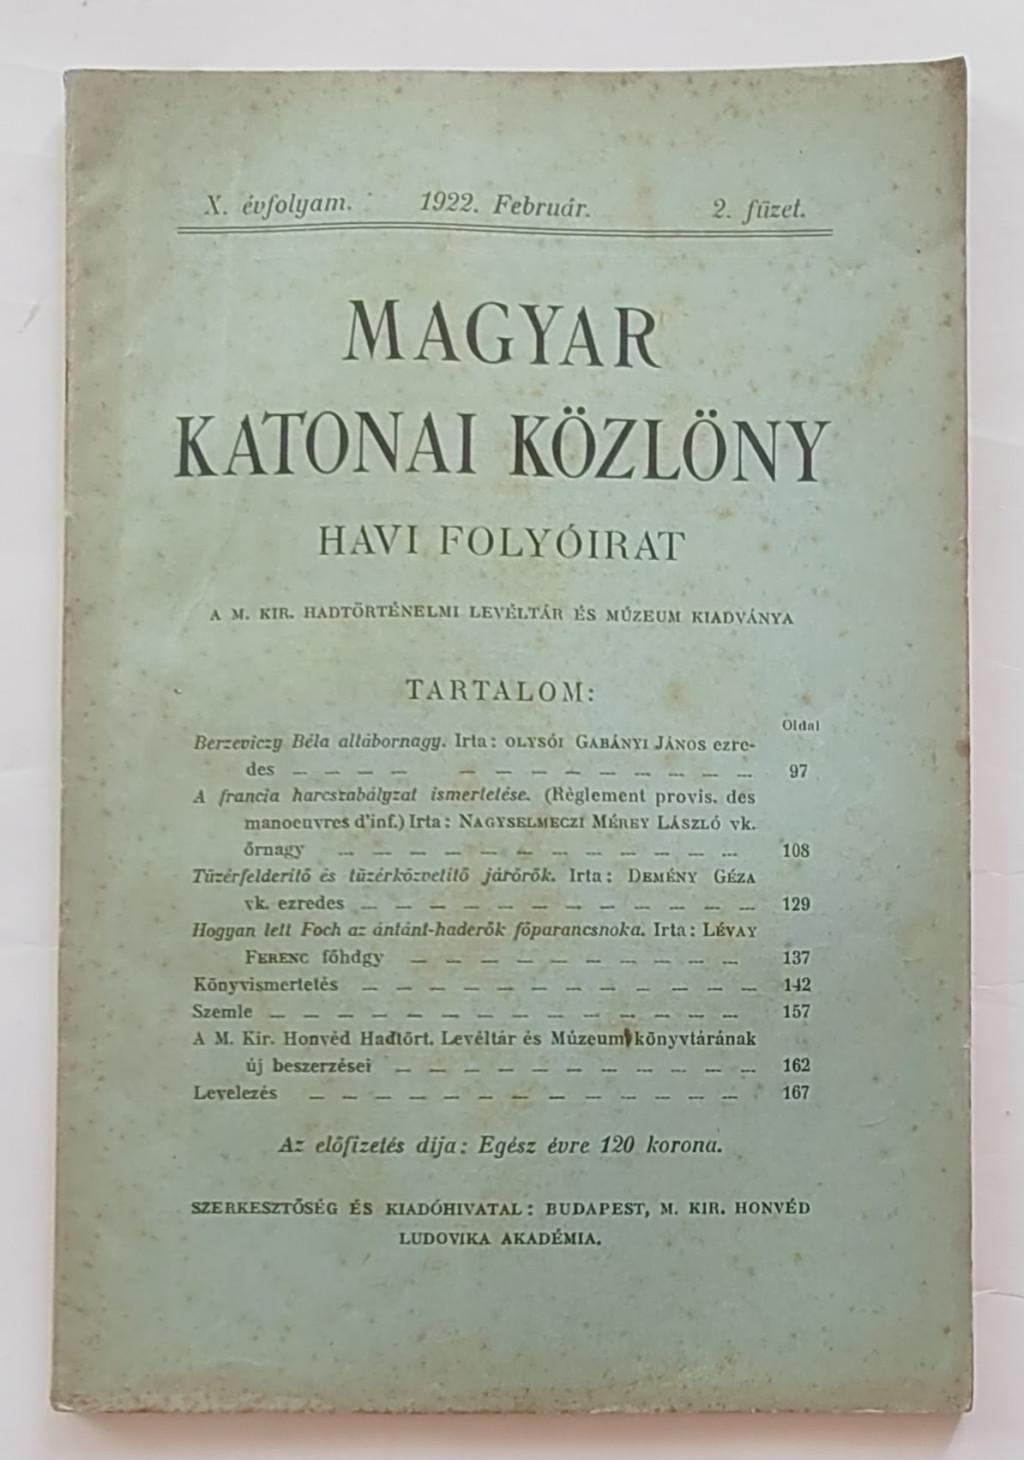 X. évfolyam. 1922. Február. 2. füzet.
MAGYAR
KATONAI KÖZLÖNY
HAVI FOLYÓIRAT
A M. KIR. HADTÖRTÉNELMI LEVÉLTÁR ÉS MÚZEUM KIADVÁNYA
TARTALOM:
Oldal
Berzeviczy Béla altábornagy. Irta: OLYSÓI GABÁNYI JÁNOS ezre-
des — — — — — — — — — — — — 97
A francia harcszabályzat ismertetése. (Règlement provis. des
manoeuvres d'inf.) Irta: NAGYSELMECZI MÉREY LÁSZLÓ vk.
őrnagy — — — — — — — — — — — — 108
Tüzérfelderítő és tüzérközvetítő járőrök. Irta: DEMÉNY GÉZA
vk. ezredes — — — — — — — — — — — — 129
Hogyan lett Foch az ántánt-haderők főparancsnoka. Irta: LÉVAY
FERENC főhdgy — — — — — — — — — — 137
Könyvismertetés — — — — — — — — — — — — 142
Szemle — — — — — — — — — — — — — — 157
A M. Kir. Honvéd Hadtört. Levéltár és Múzeum könyvtárának
új beszerzései — — — — — — — — — — — 162
Levelezés — — — — — — — — — — — — — 167
Az előfizetés díja: Egész évre 120 korona.
SZERKESZTŐSÉG ÉS KIADÓHIVATAL: BUDAPEST, M. KIR. HONVÉD
LUDOVIKA AKADÉMIA.